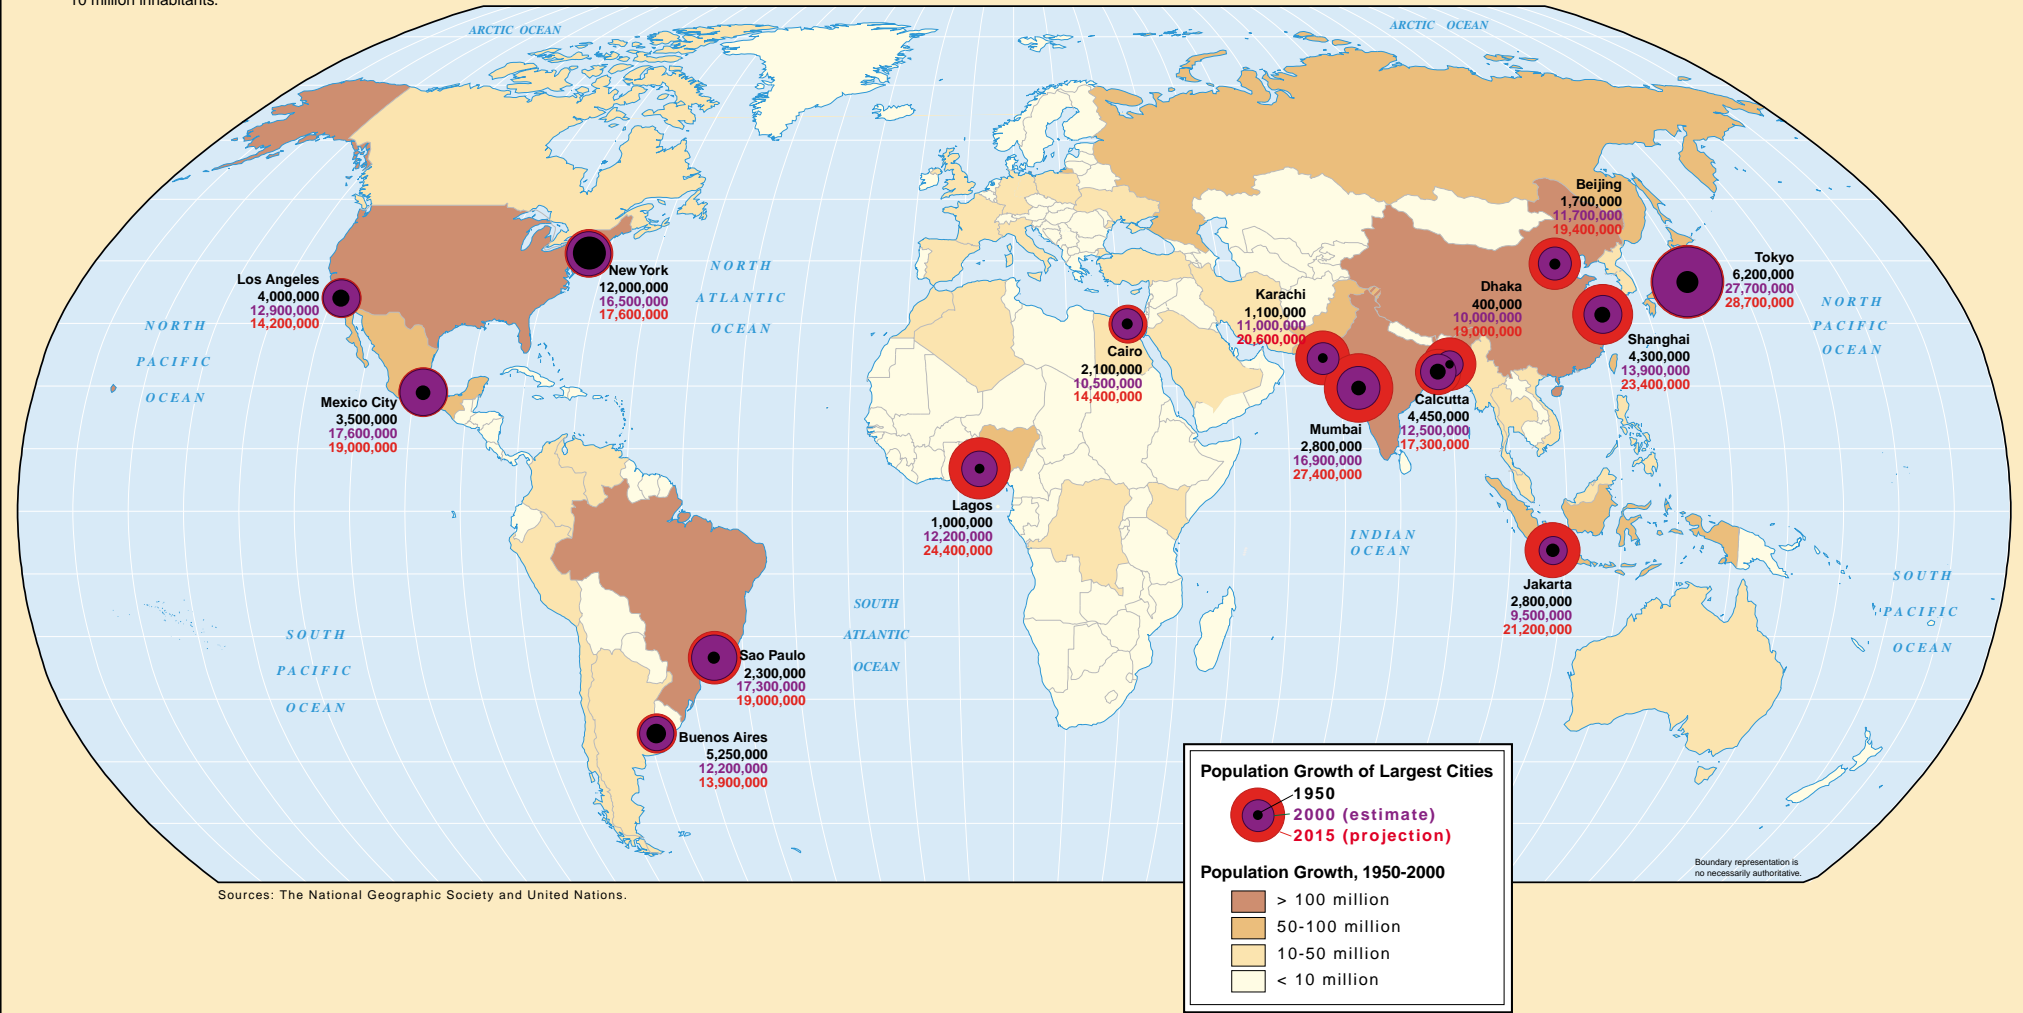 10 million inhabitants.
ARCTIC OCEAN
ARCTIC OCEAN
Beijing
1,700,000
11,700,000
19,400,000
Tokyo
6,200,000
27,700,000
28,700,000
New York
12,000,000
16,500,000
17,600,000
Los Angeles
4,000,000
12,900,000
14,200,000
NORTH
ATLANTIC
OCEAN
Karachi
1,100,000
11,000,000
20,600,000
Dhaka
400,000
10,000,000
19,000,000
NORTH
PACIFIC
OCEAN
NORTH
PACIFIC
OCEAN
Cairo
2,100,000
10,500,000
14,400,000
Shanghai
4,300,000
13,900,000
23,400,000
Mexico City
3,500,000
17,600,000
19,000,000
Calcutta
4,450,000
12,500,000
17,300,000
Mumbai
2,800,000
16,900,000
27,400,000
Lagos
1,000,000
12,200,000
24,400,000
INDIAN
OCEAN
Jakarta
2,800,000
9,500,000
21,200,000
SOUTH
PACIFIC
OCEAN
SOUTH
ATLANTIC
OCEAN
SOUTH
PACIFIC
OCEAN
Sao Paulo
2,300,000
17,300,000
19,000,000
Buenos Aires
5,250,000
12,200,000
13,900,000
Population Growth of Largest Cities
1950
2000 (estimate)
2015 (projection)
Population Growth, 1950-2000
> 100 million
50-100 million
10-50 million
< 10 million
Boundary representation is
no necessarily authoritative.
Sources: The National Geographic Society and United Nations.